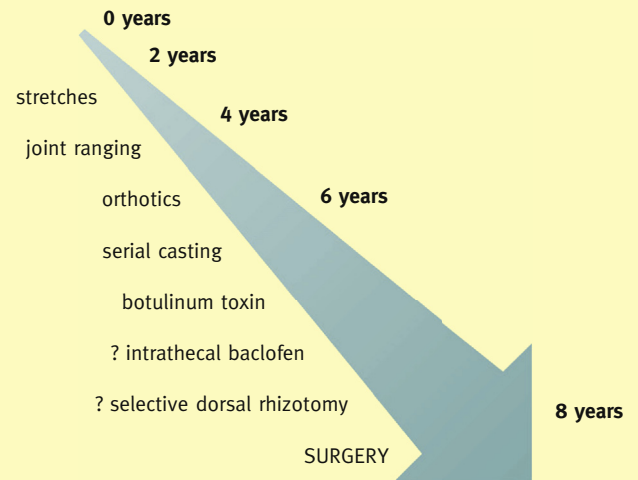 0 years
2 years
stretches
4 years
joint ranging
orthotics
6 years
serial casting
botulinum toxin
? intrathecal baclofen
? selective dorsal rhizotomy
8 years
SURGERY